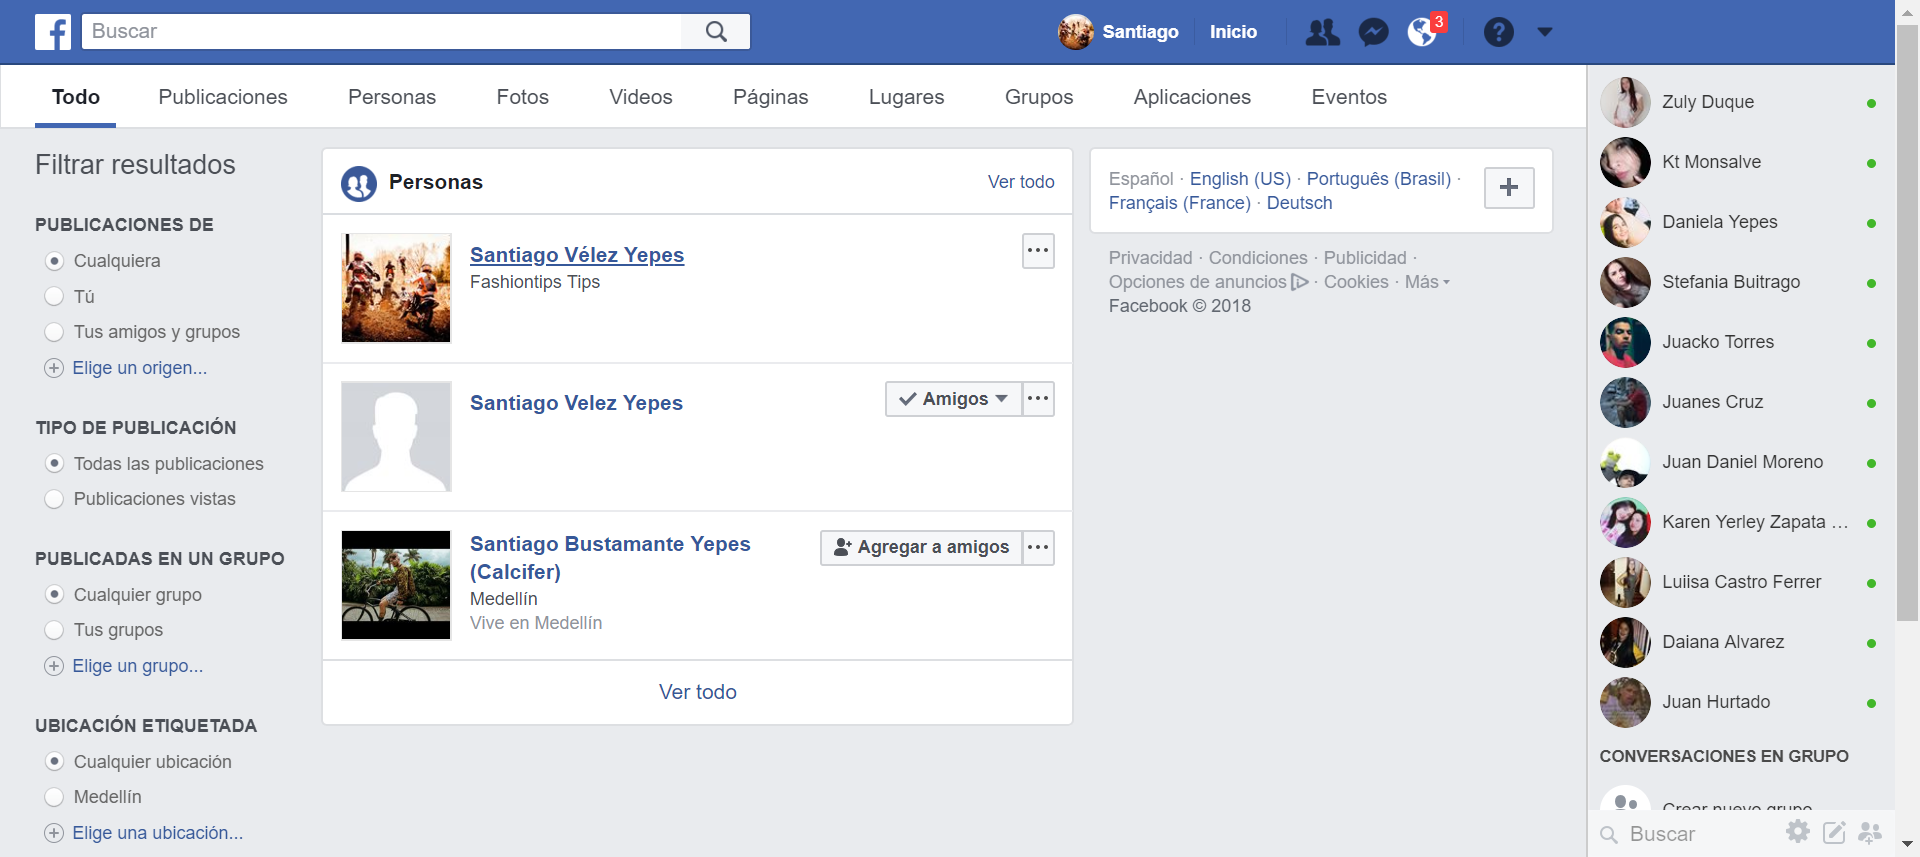 Buscar
Santiago
Inicio
3
Todo
Publicaciones
Personas
Fotos
Videos
Páginas
Lugares
Grupos
Aplicaciones
Eventos
Filtrar resultados
PUBLICACIONES DE
Cualquiera
Tú
Tus amigos y grupos
Elige un origen...
TIPO DE PUBLICACIÓN
Todas las publicaciones
Publicaciones vistas
PUBLICADAS EN UN GRUPO
Cualquier grupo
Tus grupos
Elige un grupo...
UBICACIÓN ETIQUETADA
Cualquier ubicación
Medellín
Elige una ubicación...
Personas
Ver todo
Santiago Vélez Yepes
Fashiontips Tips
Santiago Velez Yepes
Amigos
Santiago Bustamante Yepes
(Calcifer)
Agregar a amigos
Medellín
Vive en Medellín
Ver todo
Español · English (US) · Português (Brasil) ·
Français (France) · Deutsch
Privacidad · Condiciones · Publicidad ·
Opciones de anuncios · Cookies · Más
Facebook © 2018
Zuly Duque
Kt Monsalve
Daniela Yepes
Stefania Buitrago
Juacko Torres
Juanes Cruz
Juan Daniel Moreno
Karen Yerley Zapata ...
Luiisa Castro Ferrer
Daiana Alvarez
Juan Hurtado
CONVERSACIONES EN GRUPO
Crear nuevo grupo
Buscar